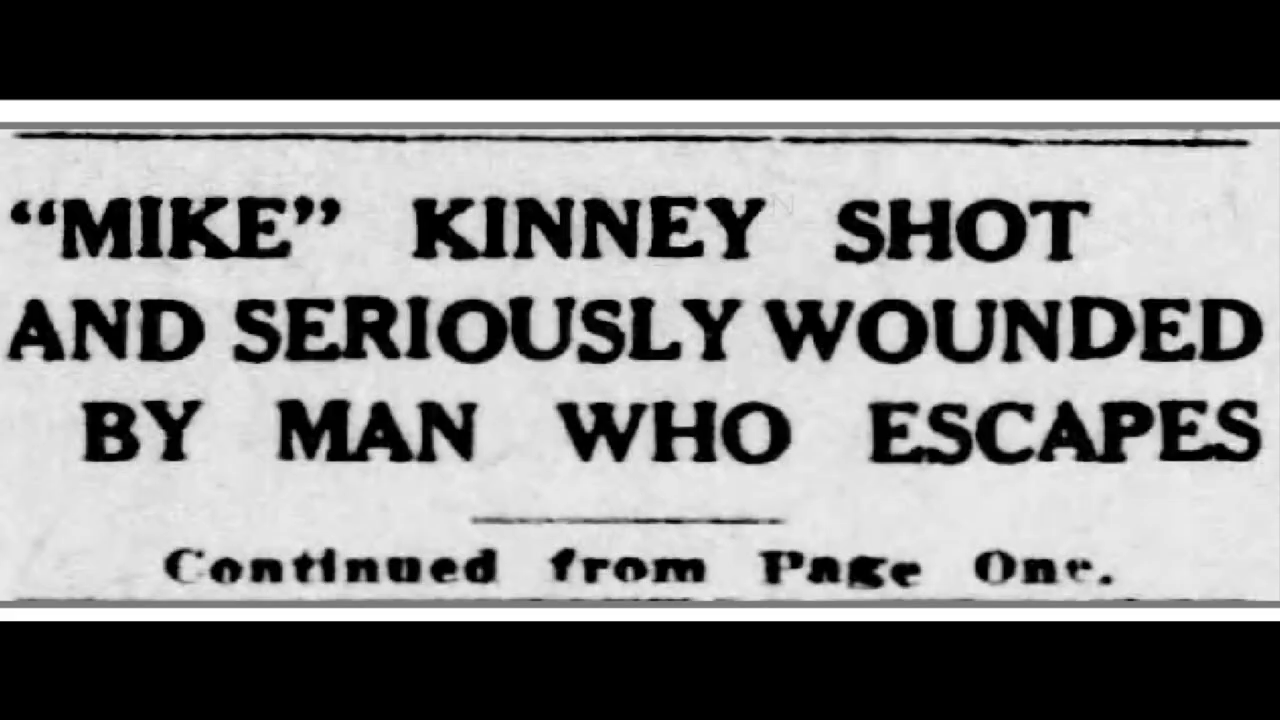 “MIKE” KINNEY SHOT
AND SERIOUSLY WOUNDED
BY MAN WHO ESCAPES
Continued from Page One.